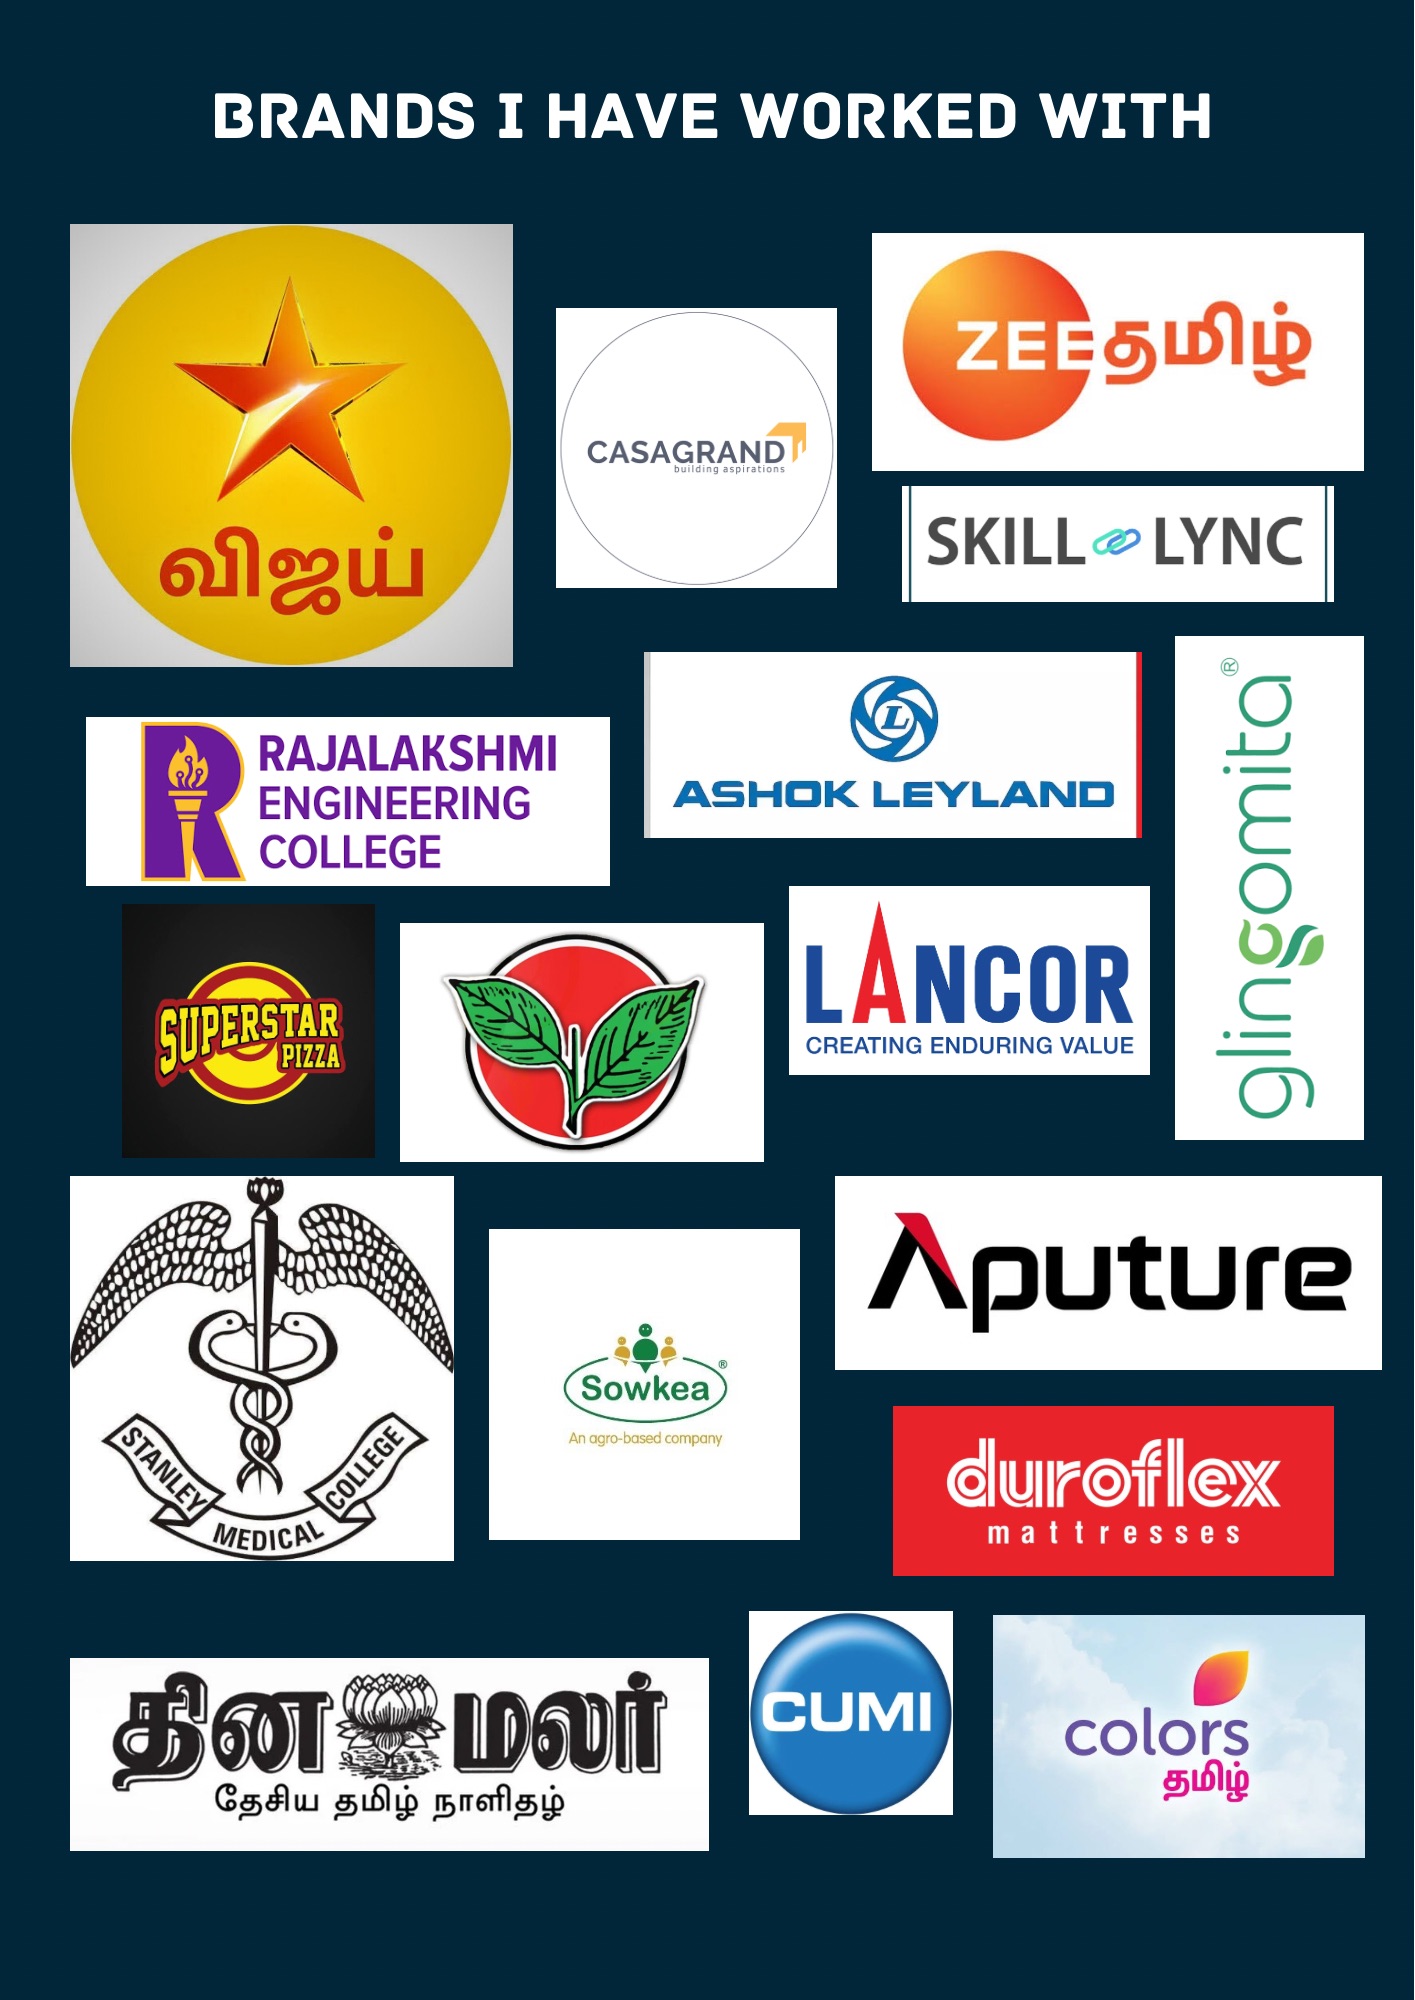 BRANDS I HAVE WORKED WITH
விஜய்
CASAGRAND
building aspirations
ZEEதமிழ்
SKILL LYNC
RAJALAKSHMI
ENGINEERING
COLLEGE
L
ASHOK LEYLAND
glingomita®
SUPERSTAR
PIZZA
LANCOR
CREATING ENDURING VALUE
STANLEY
MEDICAL
COLLEGE
Sowkea®
An agro-based company
Aputure
duroflex
mattresses
தின மலர்
தேசிய தமிழ் நாளிதழ்
CUMI
colors
தமிழ்